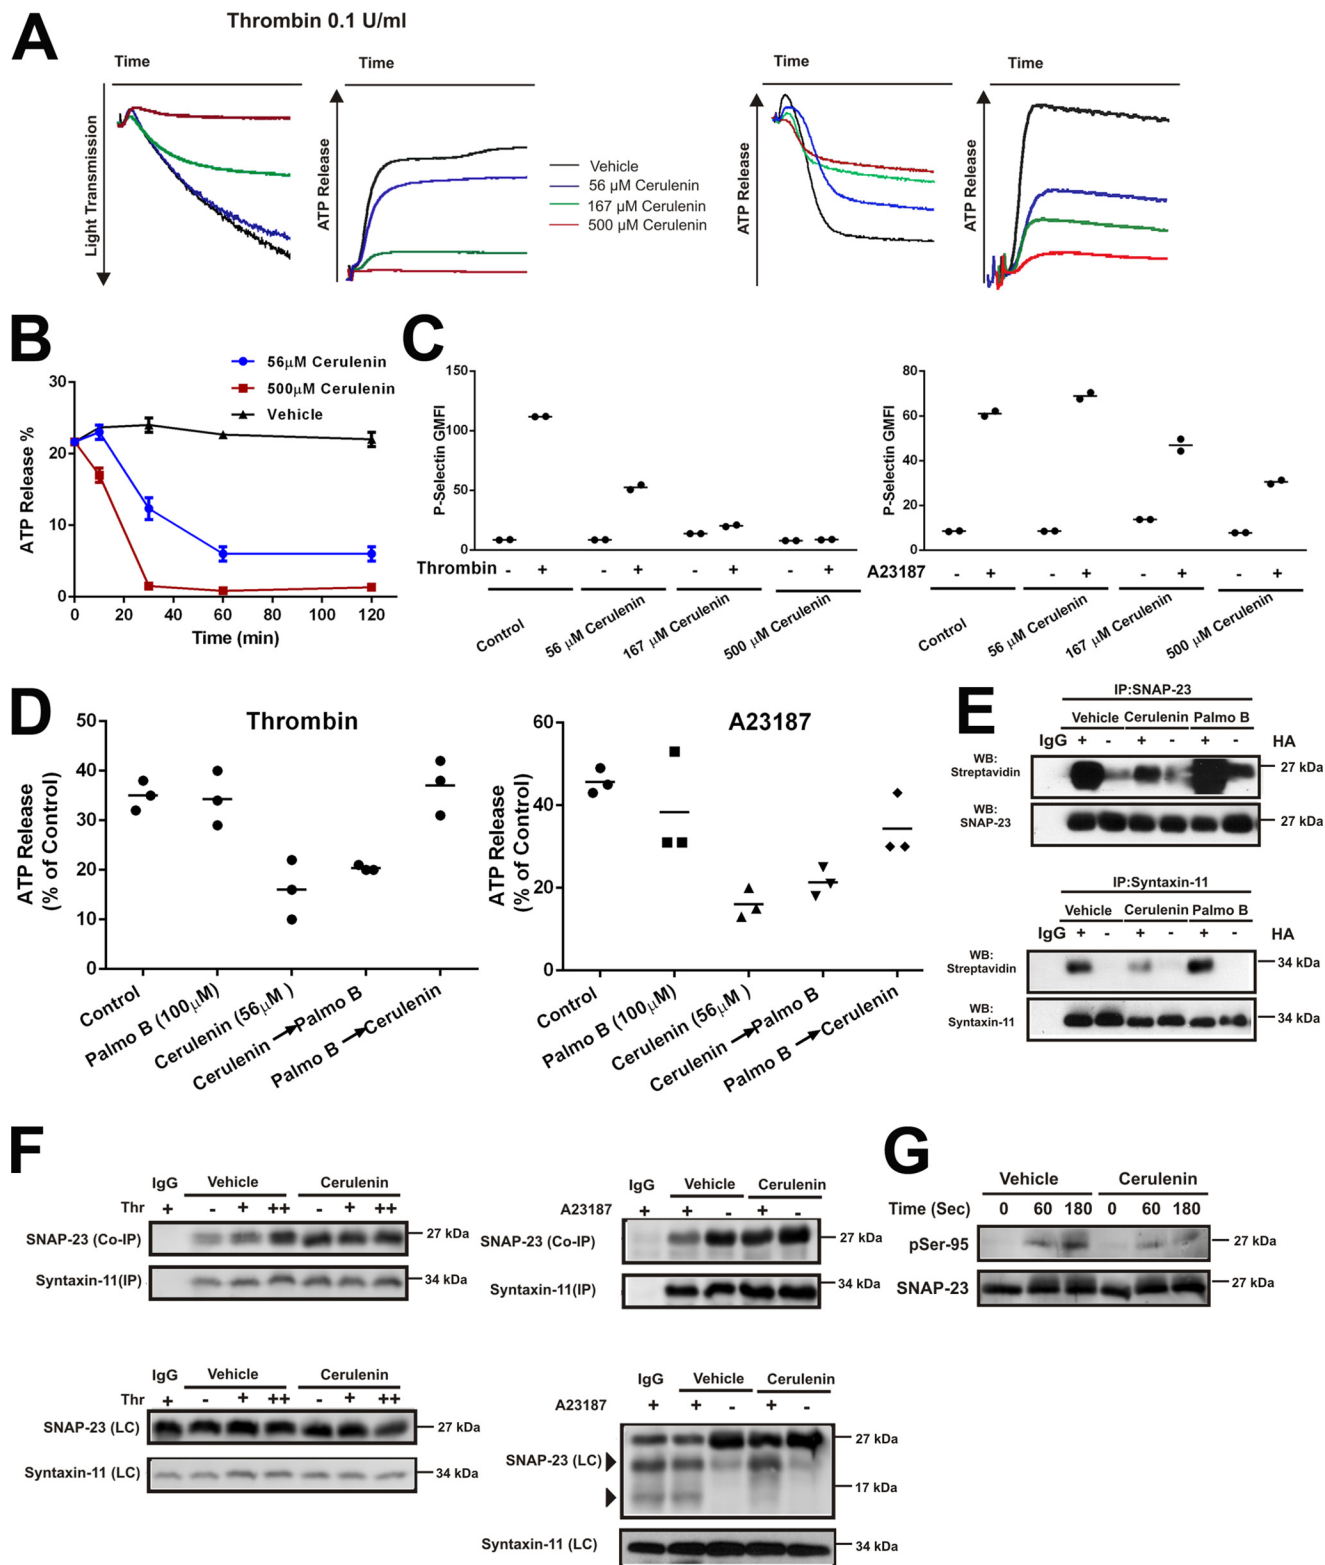 A
Thrombin 0.1 U/ml
Time
Time
Time
Time
Light Transmission
ATP Release
ATP Release
ATP Release
Vehicle
56 µM Cerulenin
167 µM Cerulenin
500 µM Cerulenin
B
56µM Cerulenin
500µM Cerulenin
Vehicle
ATP Release %
30
20
10
0
0 20 40 60 80 100 120
Time (min)
C
P-Selectin GMFI
150
100
50
0
Thrombin - + - + - + - +
Control
56 µM Cerulenin
167 µM Cerulenin
500 µM Cerulenin
P-Selectin GMFI
80
60
40
20
0
A23187 - + - + - + - +
Control
56 µM Cerulenin
167 µM Cerulenin
500 µM Cerulenin
D
Thrombin
ATP Release
(% of Control)
50
40
30
20
10
0
Control
Palmo B (100µM)
Cerulenin (56µM )
Cerulenin → Palmo B
Palmo B → Cerulenin
A23187
ATP Release
(% of Control)
60
40
20
0
Control
Palmo B (100µM)
Cerulenin (56µM )
Cerulenin → Palmo B
Palmo B → Cerulenin
E
IP:SNAP-23
Vehicle Cerulenin Palmo B
IgG + - + - + - HA
WB:
Streptavidin
27 kDa
WB:
SNAP-23
27 kDa
IP:Syntaxin-11
Vehicle Cerulenin Palmo B
IgG + - + - + - HA
WB:
Streptavidin
34 kDa
WB:
Syntaxin-11
34 kDa
F
IgG Vehicle Cerulenin
Thr + - + ++ - + ++
SNAP-23 (Co-IP)
27 kDa
Syntaxin-11(IP)
34 kDa
IgG Vehicle Cerulenin
A23187 + + - + -
SNAP-23 (Co-IP)
27 kDa
Syntaxin-11(IP)
34 kDa
IgG Vehicle Cerulenin
Thr + - + ++ - + ++
SNAP-23 (LC)
27 kDa
Syntaxin-11 (LC)
34 kDa
IgG Vehicle Cerulenin
A23187 + + - + -
27 kDa
SNAP-23 (LC)
17 kDa
Syntaxin-11 (LC)
34 kDa
G
Vehicle Cerulenin
Time (Sec) 0 60 180 0 60 180
pSer-95
27 kDa
SNAP-23
27 kDa